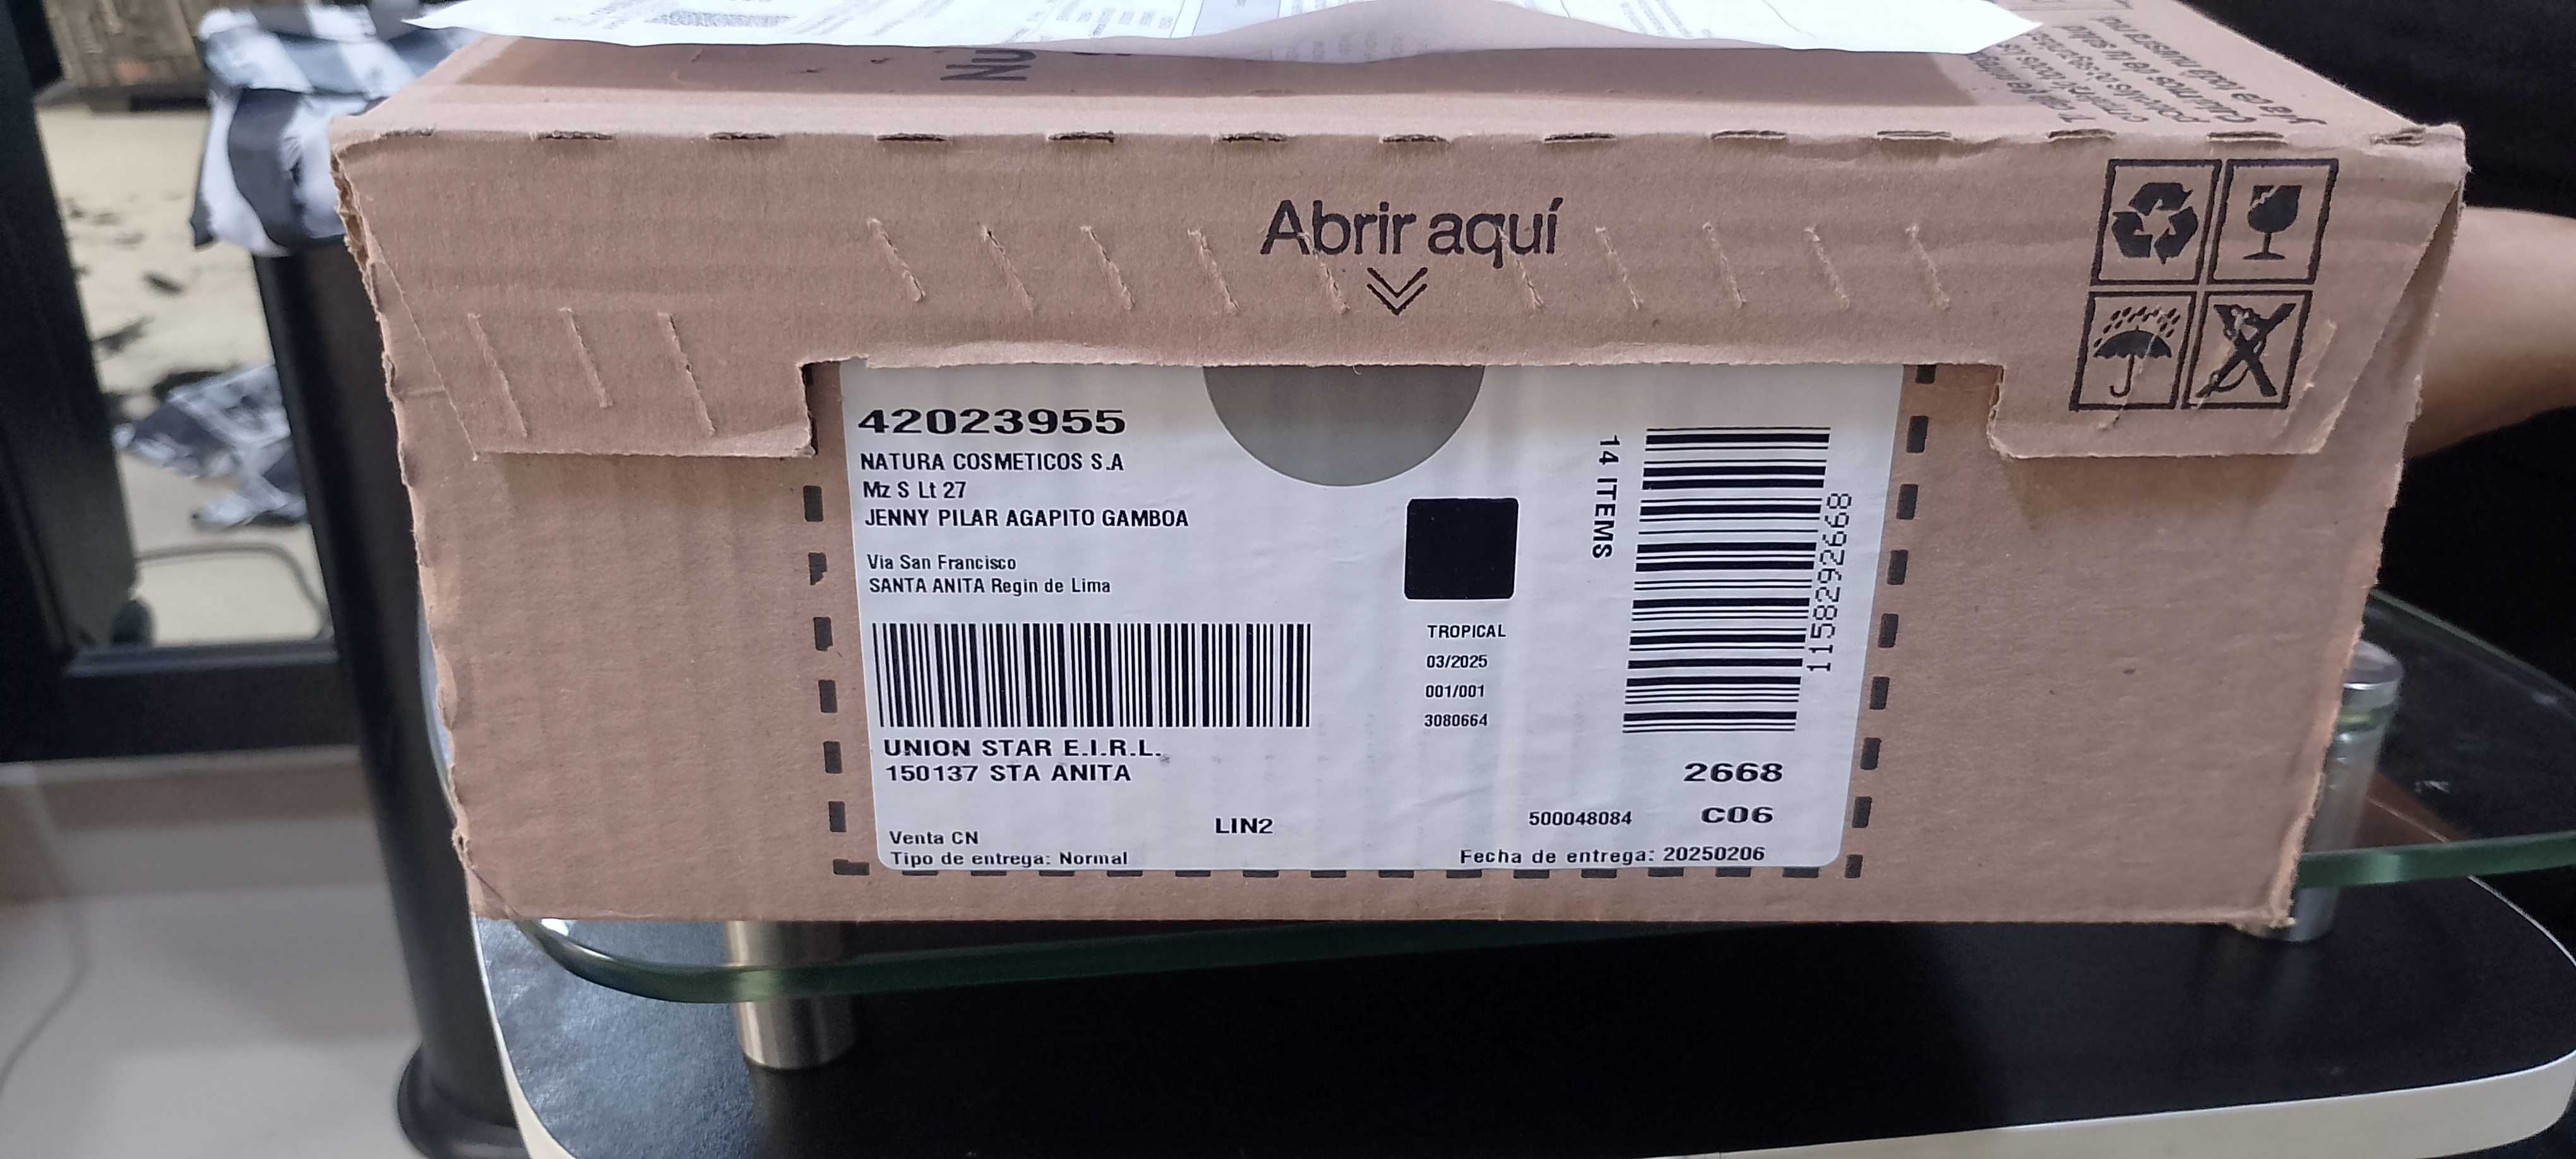 Nu
Abrir aquí
42023955
NATURA COSMETICOS S.A
Mz S Lt 27
JENNY PILAR AGAPITO GAMBOA
Via San Francisco
SANTA ANITA Regin de Lima
14 ITEMS
1158292668
TROPICAL
03/2025
001/001
3080664
UNION STAR E.I.R.L.
150137 STA ANITA
2668
LIN2
500048084
C06
Venta CN
Tipo de entrega: Normal
Fecha de entrega: 20250206